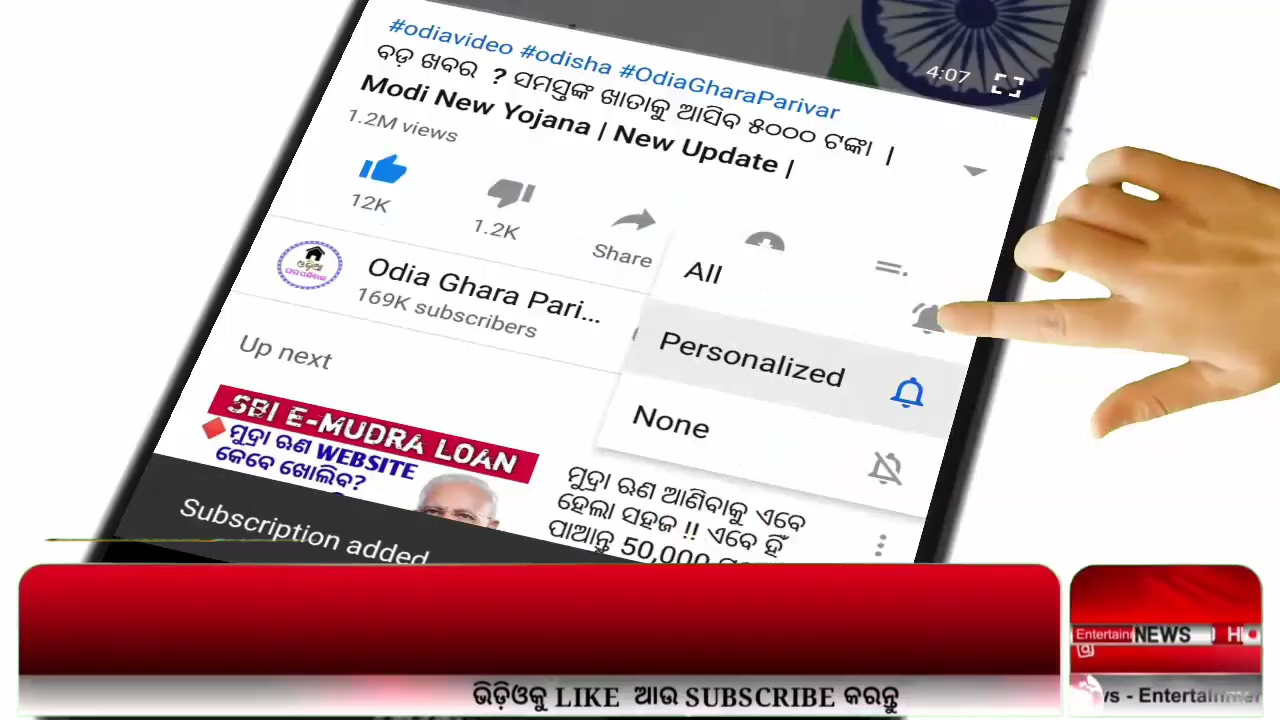 4:07
#odiavideo #odisha #OdiaGharaParivar
ବଡ଼ ଖବର ? ସମସ୍ତଙ୍କ ଖାତାକୁ ଆସିବ ୫୦୦୦ ଟଙ୍କା |
Modi New Yojana | New Update |
1.2M views
12K
1.2K
Share
All
Odia Ghara Pari...
169K subscribers
Personalized
None
Up next
SBI E-MUDRA LOAN
ମୁଦ୍ରା ଋଣ WEBSITE
କେବେ ଖୋଲିବ?
ମୁଦ୍ରା ଋଣ ଆଣିବାକୁ ଏବେ
ହେଲା ସହଜ !! ଏବେ ହିଁ
ପାଆନ୍ତୁ 50,000
Subscription added
NEWS
ଭିଡ଼ିଓକୁ LIKE ଆଉ SUBSCRIBE କରନ୍ତୁ